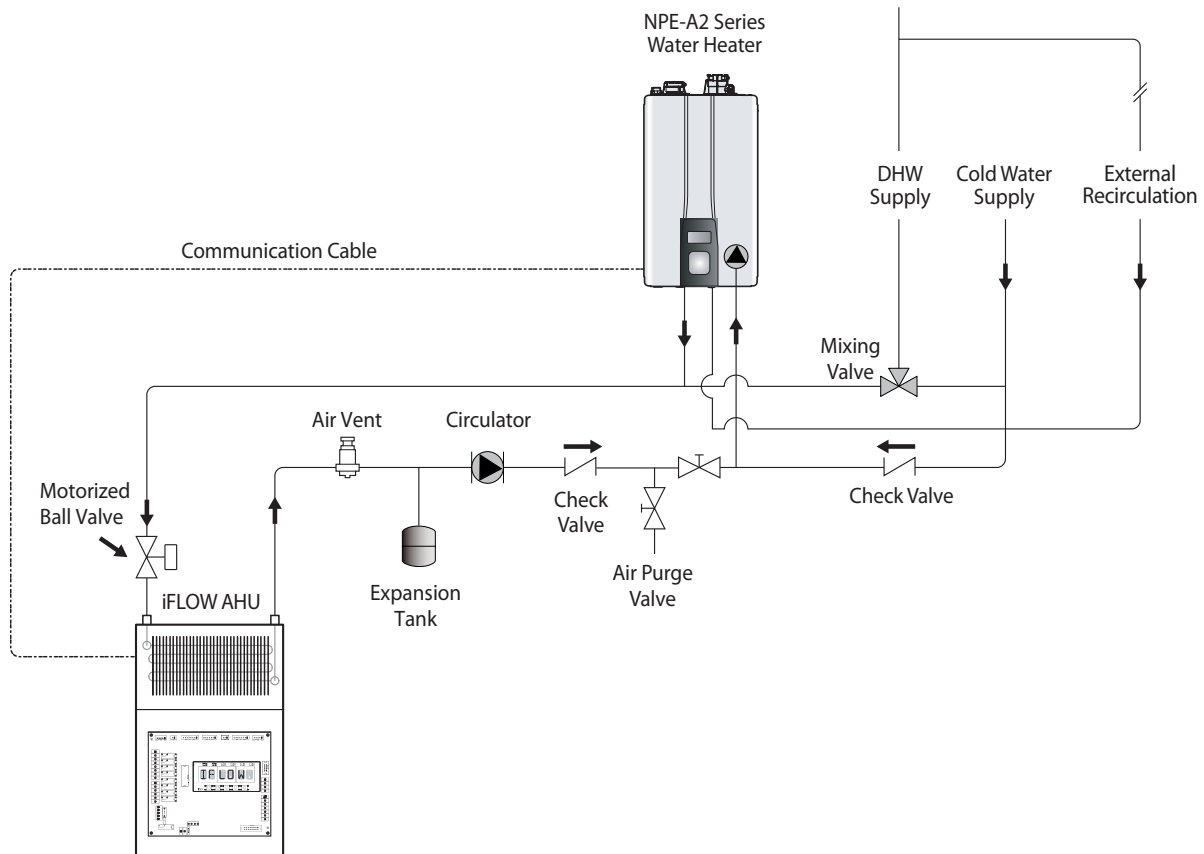 NPE-A2 Series
Water Heater
DHW
Supply
Cold Water
Supply
External
Recirculation
Communication Cable
Mixing
Valve
Air Vent
Circulator
Motorized
Ball Valve
Check
Valve
Check Valve
Air Purge
Valve
Expansion
Tank
iFLOW AHU